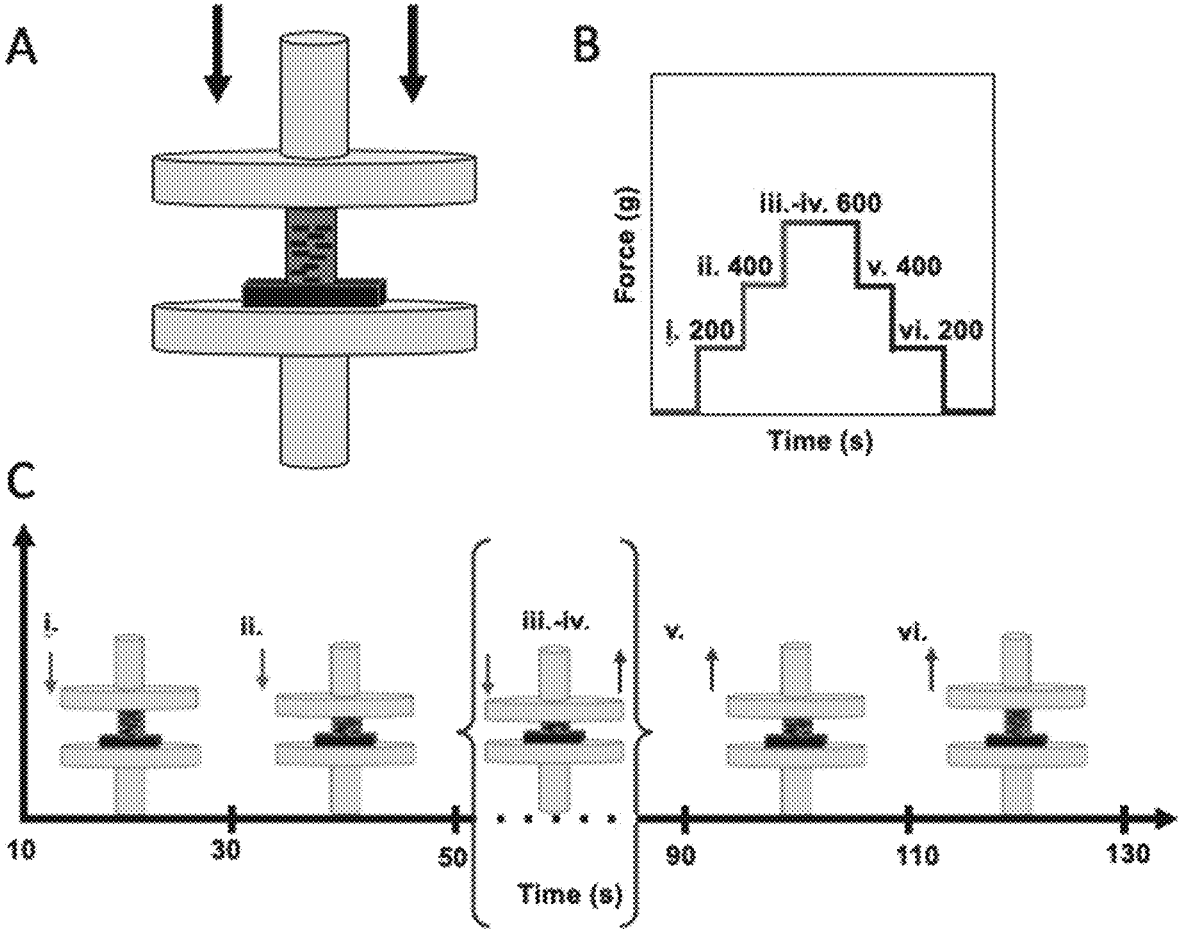 A
B
Force (g)
iii.-iv. 600
ii. 400
v. 400
i. 200
vi. 200
Time (s)
C
i.
ii.
iii.-iv.
v.
vi.
10
30
50
90
110
130
Time (s)